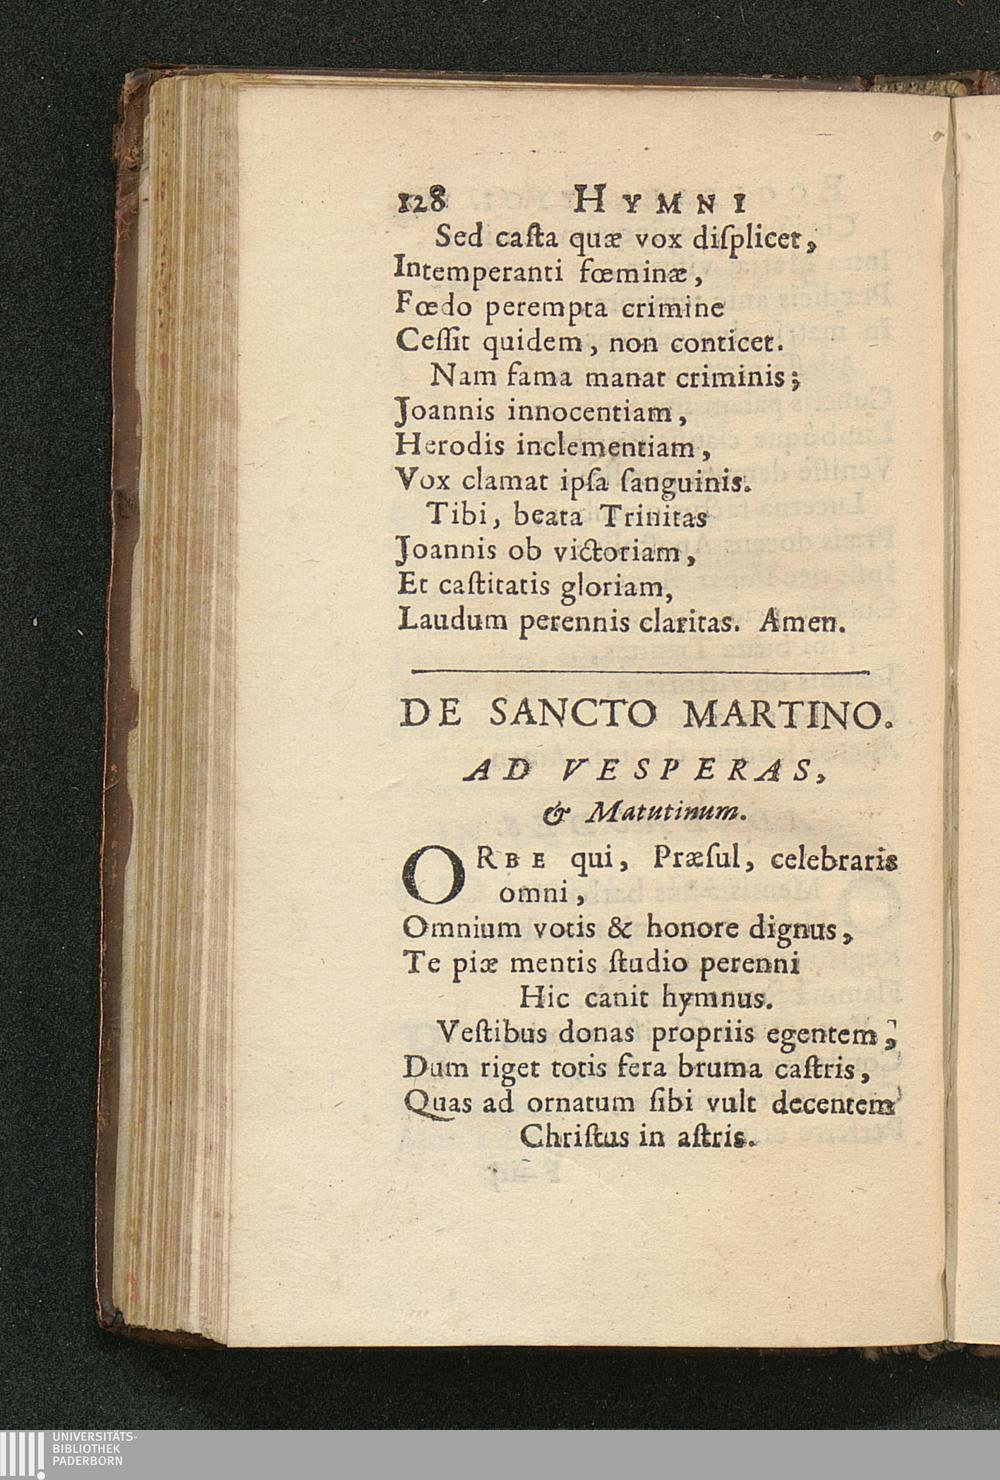 128 HYMNI
Sed caſta quæ vox diſplicet,
Intemperanti fœminæ,
Fœdo perempta crimine
Ceſſit quidem, non conticet.
Nam fama manat criminis;
Joannis innocentiam,
Herodis inclementiam,
Vox clamat ipſa ſanguinis.
Tibi, beata Trinitas
Joannis ob victoriam,
Et caſtitatis gloriam,
Laudum perennis claritas. Amen.
DE SANCTO MARTINO.
AD VESPERAS,
& Matutinum.
ORBE qui, Præſul, celebraris
omni,
Omnium votis & honore dignus,
Te piæ mentis ſtudio perenni
Hic canit hymnus.
Veſtibus donas propriis egentem,
Dum riget totis fera bruma caſtris,
Quas ad ornatum ſibi vult decentem
Chriſtus in aſtris.
UNIVERSITÄTS-
BIBLIOTHEK
PADERBORN